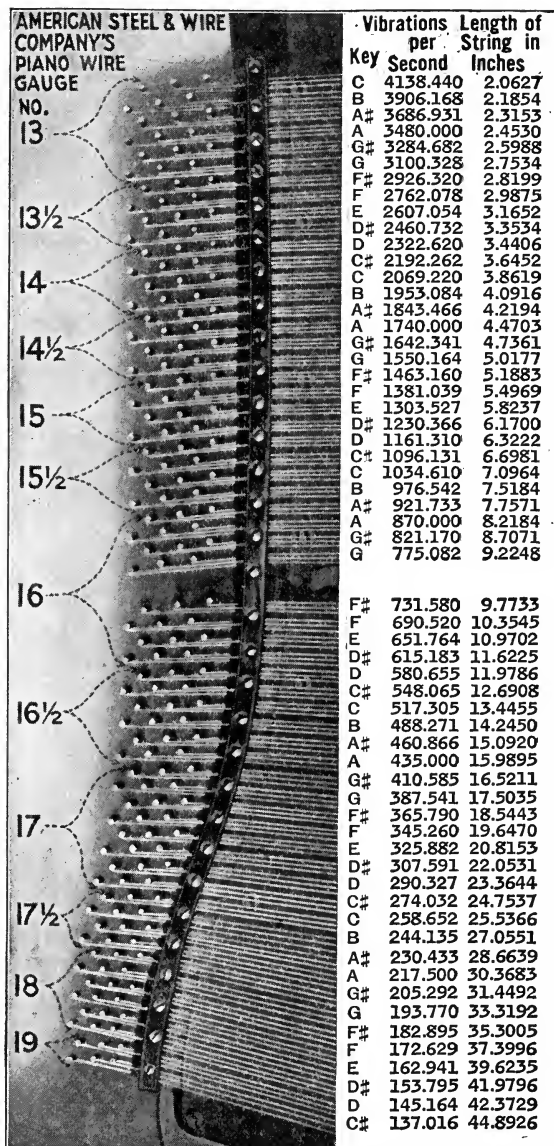 AMERICAN STEEL & WIRE
COMPANY'S
PIANO WIRE
GAUGE
NO.
13
13½
14
14½
15
15½
16
16½
17
17½
18
19
Vibrations Length of
per String in
Key Second Inches
C 4138.440 2.0627
B 3906.168 2.1854
A# 3686.931 2.3153
A 3480.000 2.4530
G# 3284.682 2.5988
G 3100.328 2.7534
F# 2926.320 2.8199
F 2762.078 2.9875
E 2607.054 3.1652
D# 2460.732 3.3534
D 2322.620 3.4406
C# 2192.262 3.6452
C 2069.220 3.8619
B 1953.084 4.0916
A# 1843.466 4.2194
A 1740.000 4.4703
G# 1642.341 4.7361
G 1550.164 5.0177
F# 1463.160 5.1883
F 1381.039 5.4969
E 1303.527 5.8237
D# 1230.366 6.1700
D 1161.310 6.3222
C# 1096.131 6.6981
C 1034.610 7.0964
B 976.542 7.5184
A# 921.733 7.7571
A 870.000 8.2184
G# 821.170 8.7071
G 775.082 9.2248
F# 731.580 9.7733
F 690.520 10.3545
E 651.764 10.9702
D# 615.183 11.6225
D 580.655 11.9786
C# 548.065 12.6908
C 517.305 13.4455
B 488.271 14.2450
A# 460.866 15.0920
A 435.000 15.9895
G# 410.585 16.5211
G 387.541 17.5035
F# 365.790 18.5443
F 345.260 19.6470
E 325.882 20.8153
D# 307.591 22.0531
D 290.327 23.3644
C# 274.032 24.7537
C 258.652 25.5366
B 244.135 27.0551
A# 230.433 28.6639
A 217.500 30.3683
G# 205.292 31.4492
G 193.770 33.3192
F# 182.895 35.3005
F 172.629 37.3996
E 162.941 39.6235
D# 153.795 41.9796
D 145.164 42.3729
C# 137.016 44.8926